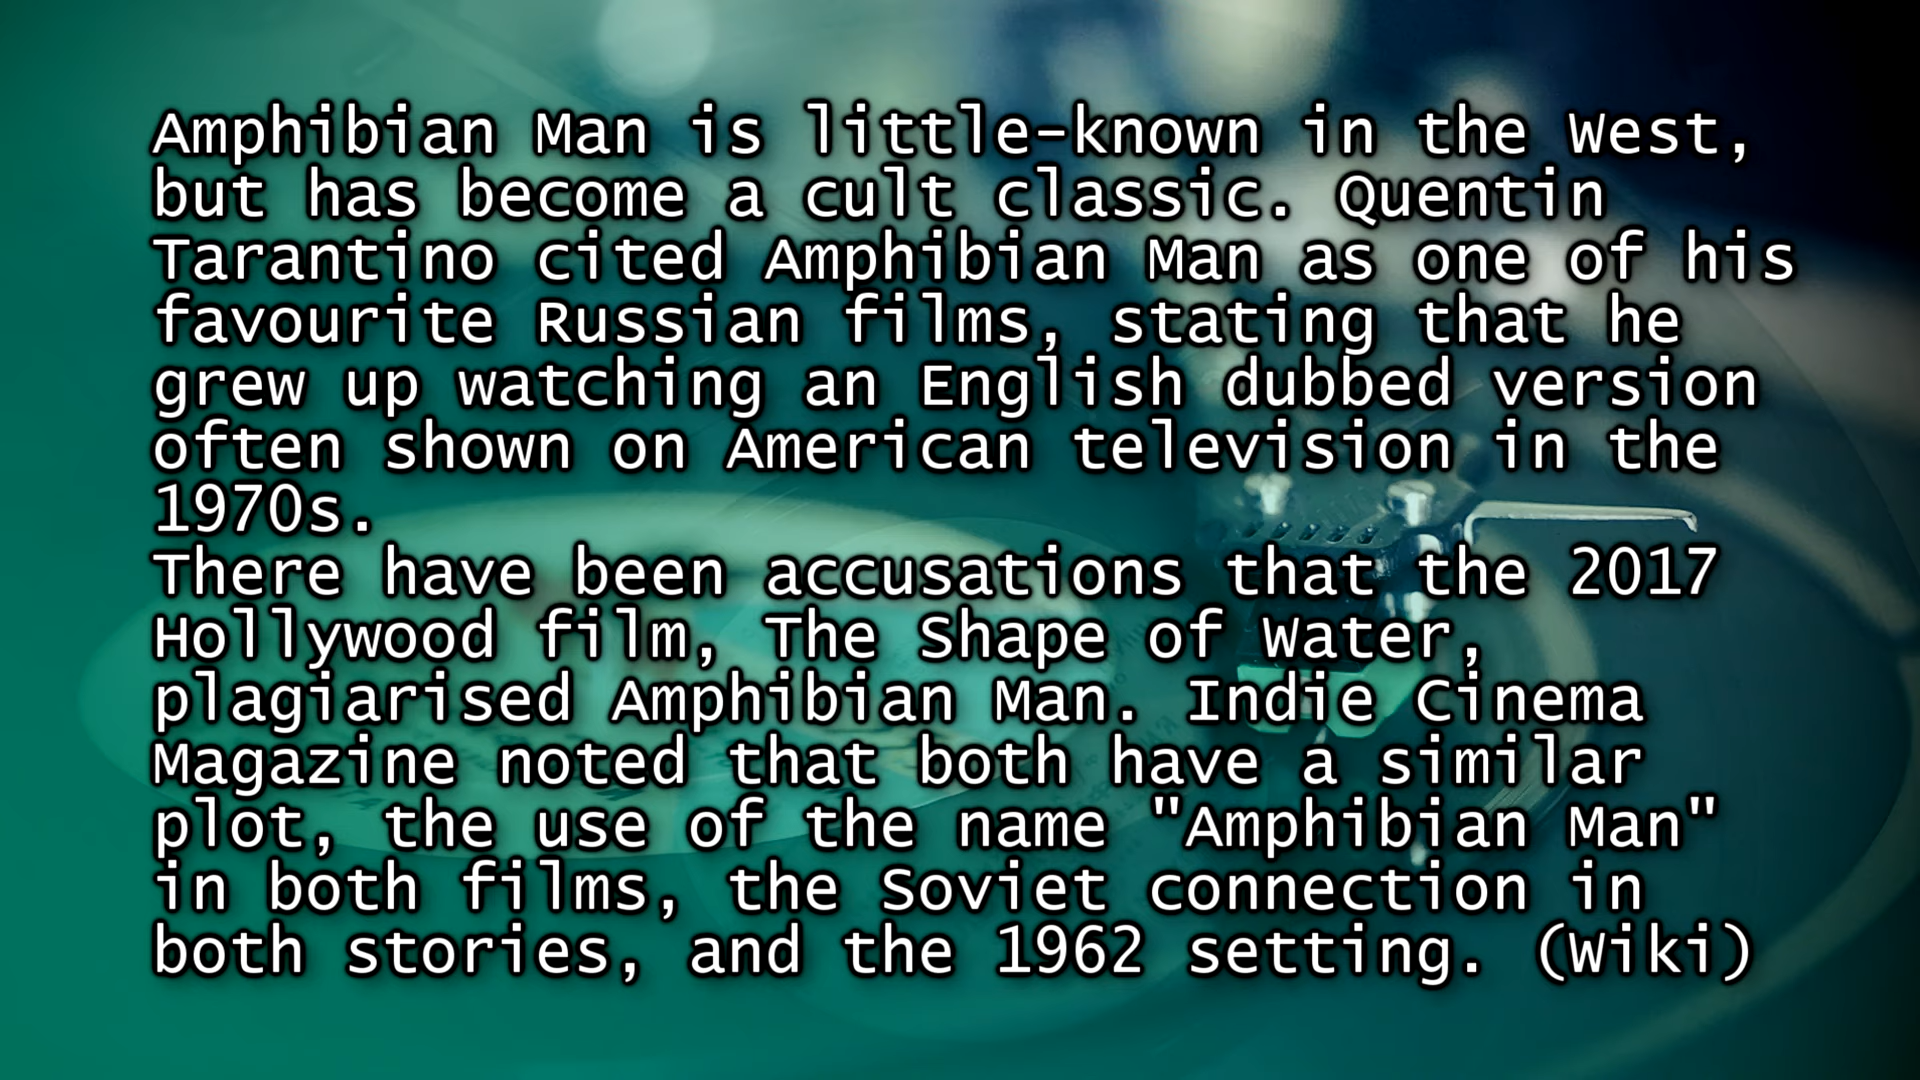 Amphibian Man is little-known in the West,
but has become a cult classic. Quentin
Tarantino cited Amphibian Man as one of his
favourite Russian films, stating that he
grew up watching an English dubbed version
often shown on American television in the
1970s.
There have been accusations that the 2017
Hollywood film, The Shape of Water,
plagiarised Amphibian Man. Indie Cinema
Magazine noted that both have a similar
plot, the use of the name "Amphibian Man"
in both films, the Soviet connection in
both stories, and the 1962 setting. (Wiki)